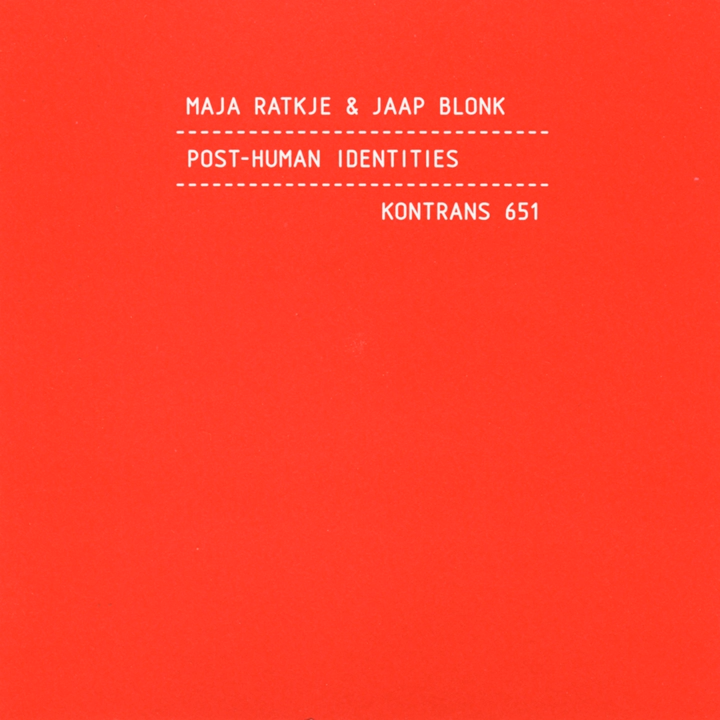 MAJA RATKJE & JAAP BLONK
POST-HUMAN IDENTITIES
KONTRANS 651